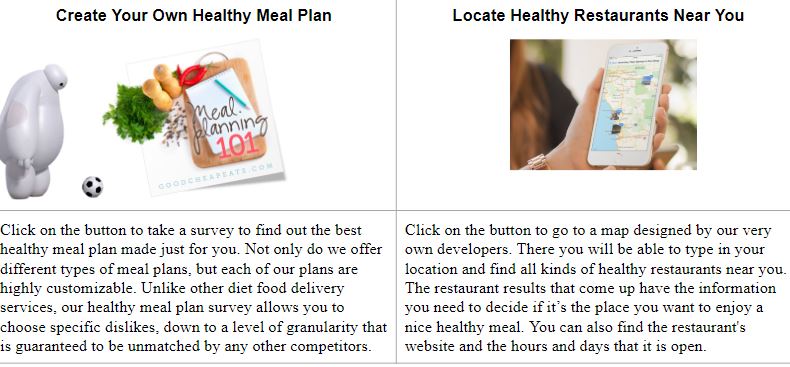 Create Your Own Healthy Meal Plan
Meal
planning
101
GOODCHEAPEATS.COM
Click on the button to take a survey to find out the best
healthy meal plan made just for you. Not only do we offer
different types of meal plans, but each of our plans are
highly customizable. Unlike other diet food delivery
services, our healthy meal plan survey allows you to
choose specific dislikes, down to a level of granularity that
is guaranteed to be unmatched by any other competitors.
Locate Healthy Restaurants Near You
Click on the button to go to a map designed by our very
own developers. There you will be able to type in your
location and find all kinds of healthy restaurants near you.
The restaurant results that come up have the information
you need to decide if it’s the place you want to enjoy a
nice healthy meal. You can also find the restaurant's
website and the hours and days that it is open.